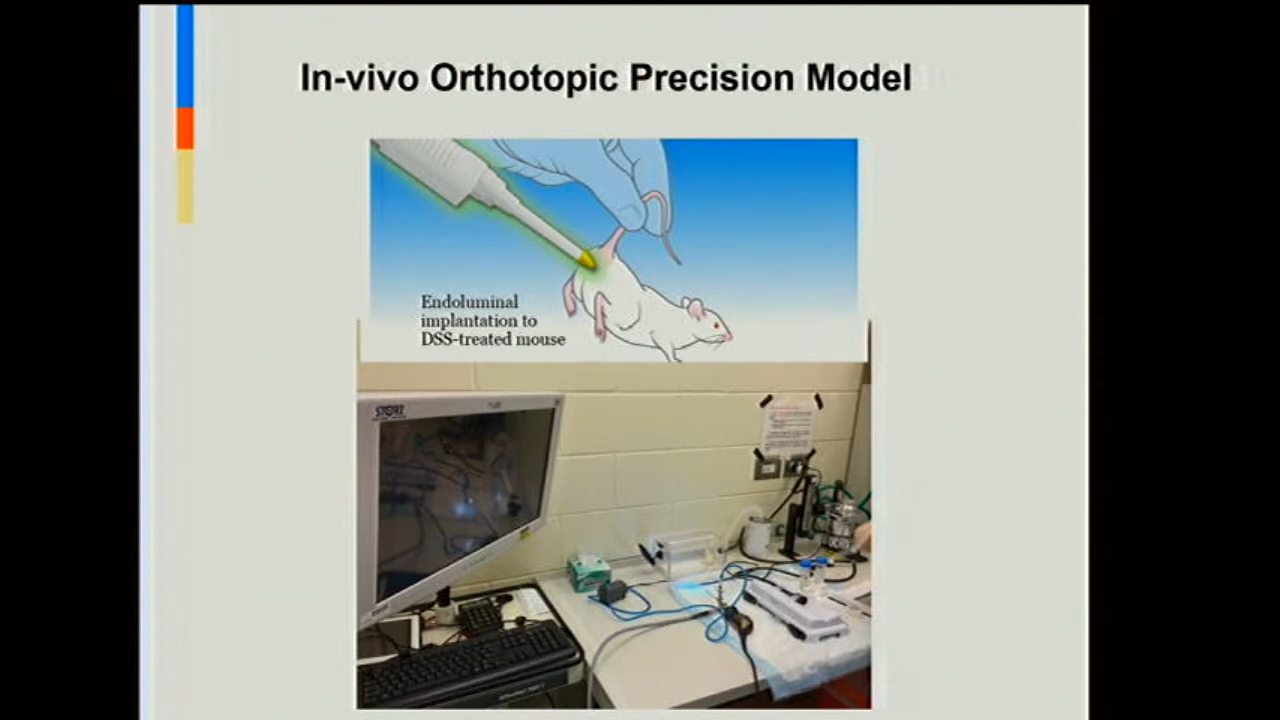 In-vivo Orthotopic Precision Model
Endoluminal
implantation to
DSS-treated mouse
STORZ